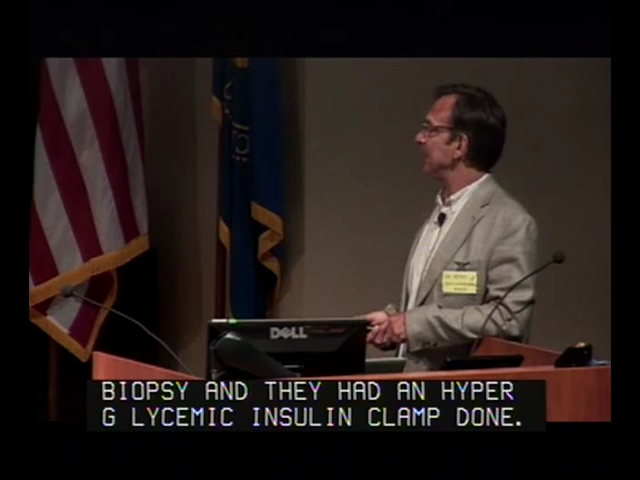 DELL
BIOPSY AND THEY HAD AN HYPER
G LYCEMIC INSULIN CLAMP DONE.